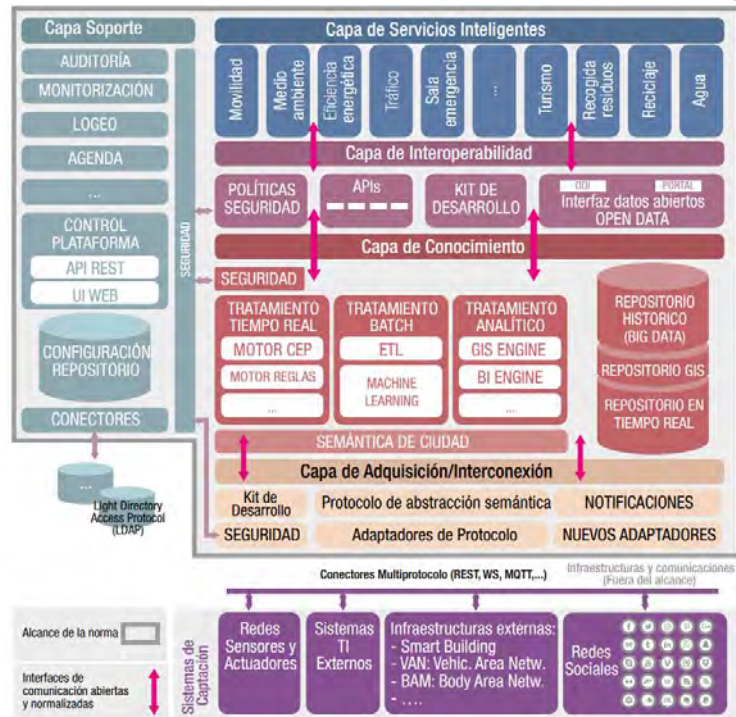 Capa Soporte
AUDITORÍA
MONITORIZACIÓN
LOGEO
AGENDA
...
CONTROL
PLATAFORMA
API REST
UI WEB
CONFIGURACIÓN
REPOSITORIO
CONECTORES
SEGURIDAD
...
Light Directory
Access Protocol
(LDAP)
Capa de Servicios Inteligentes
Movilidad
Medio
ambiente
Eficiencia
energética
Tráfico
Sala
emergencia
...
Turismo
Recogida
residuos
Reciclaje
Agua
Capa de Interoperabilidad
POLÍTICAS
SEGURIDAD
APIs
KIT DE
DESARROLLO
ODI
PORTAL
Interfaz datos abiertos
OPEN DATA
Capa de Conocimiento
SEGURIDAD
TRATAMIENTO
TIEMPO REAL
MOTOR CEP
MOTOR REGLAS
...
TRATAMIENTO
BATCH
ETL
MACHINE
LEARNING
TRATAMIENTO
ANALÍTICO
GIS ENGINE
BI ENGINE
...
REPOSITORIO
HISTORICO
(BIG DATA)
REPOSITORIO GIS
REPOSITORIO EN
TIEMPO REAL
SEMÁNTICA DE CIUDAD
Capa de Adquisición/Interconexión
Kit de
Desarrollo
Protocolo de abstracción semántica
NOTIFICACIONES
SEGURIDAD
Adaptadores de Protocolo
NUEVOS ADAPTADORES
Conectores Multiprotocolo (REST, WS, MQTT,...)
Infraestructuras y comunicaciones
(Fuera del alcance)
Alcance de la norma
Interfaces de
comunicación abiertas
y normalizadas
Sistemas de
Captación
Redes
Sensores y
Actuadores
Sistemas
TI
Externos
Infraestructuras externas:
- Smart Building
- VAN: Vehic. Area Netw.
- BAM: Body Area Netw.
- ....
Redes
Sociales